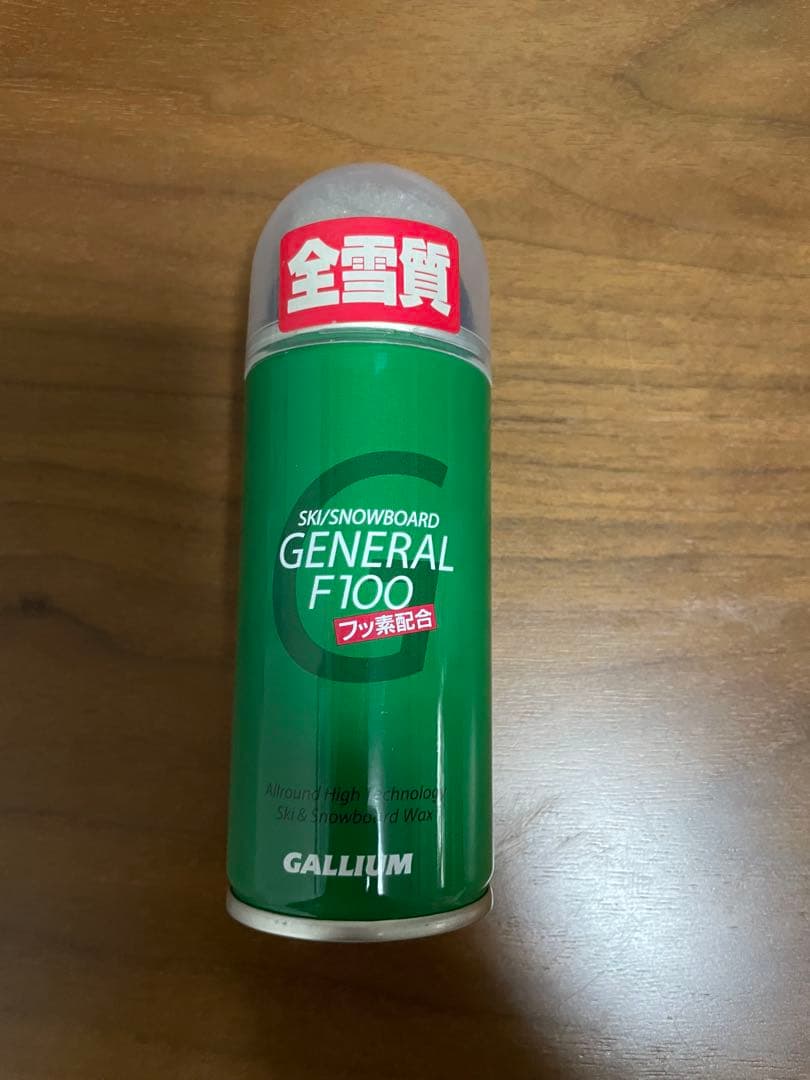 全雪質
G
SKI/SNOWBOARD
GENERAL
F100
フッ素配合
Allround High Technology
Ski & Snowboard Wax
GALLIUM